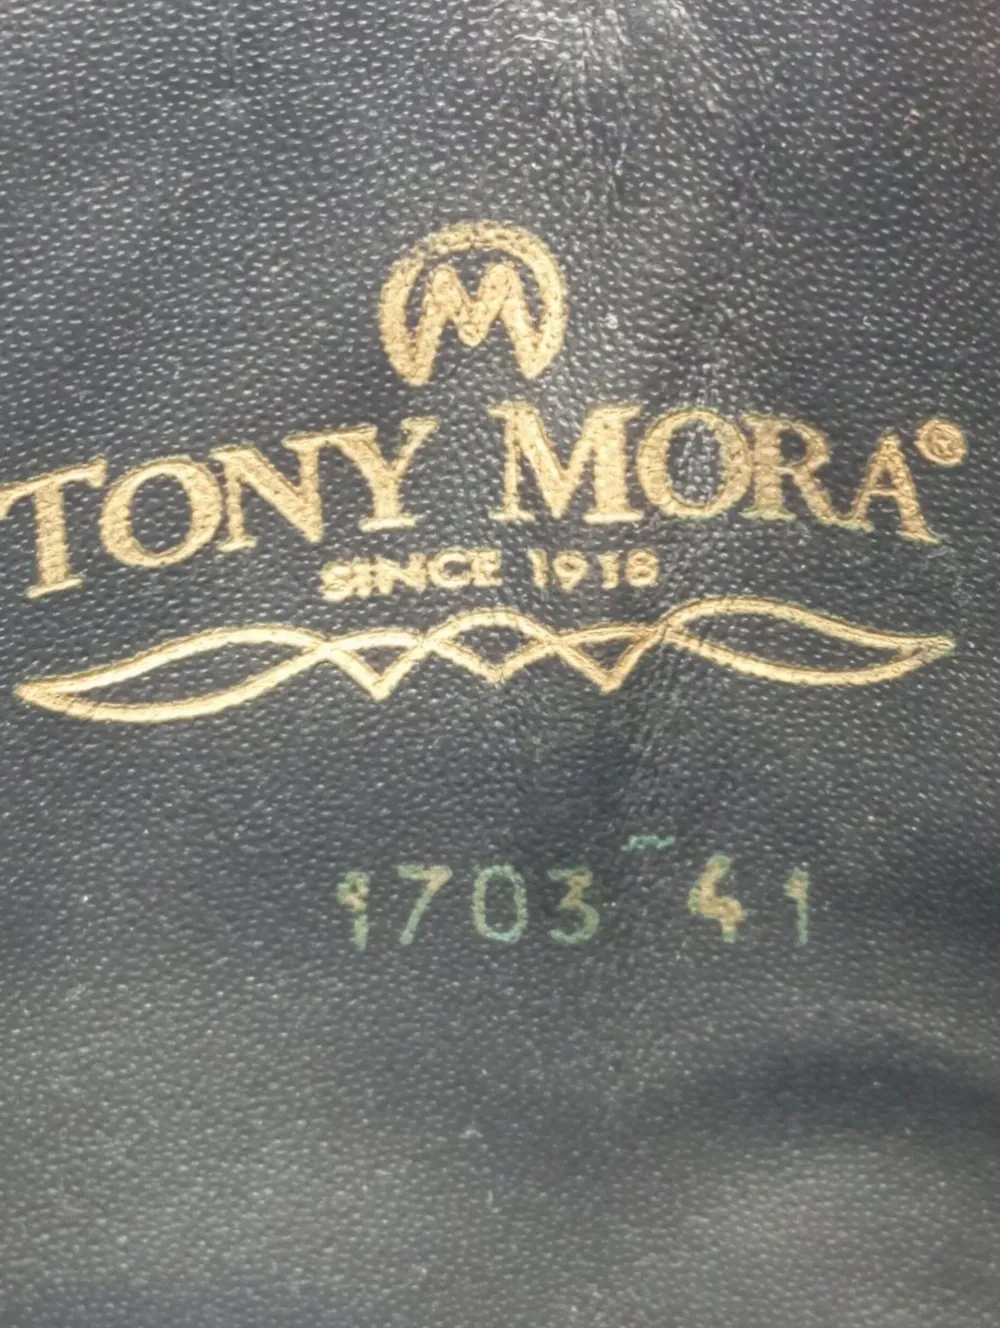 M
TONY MORA®
SINCE 1918
1703 41